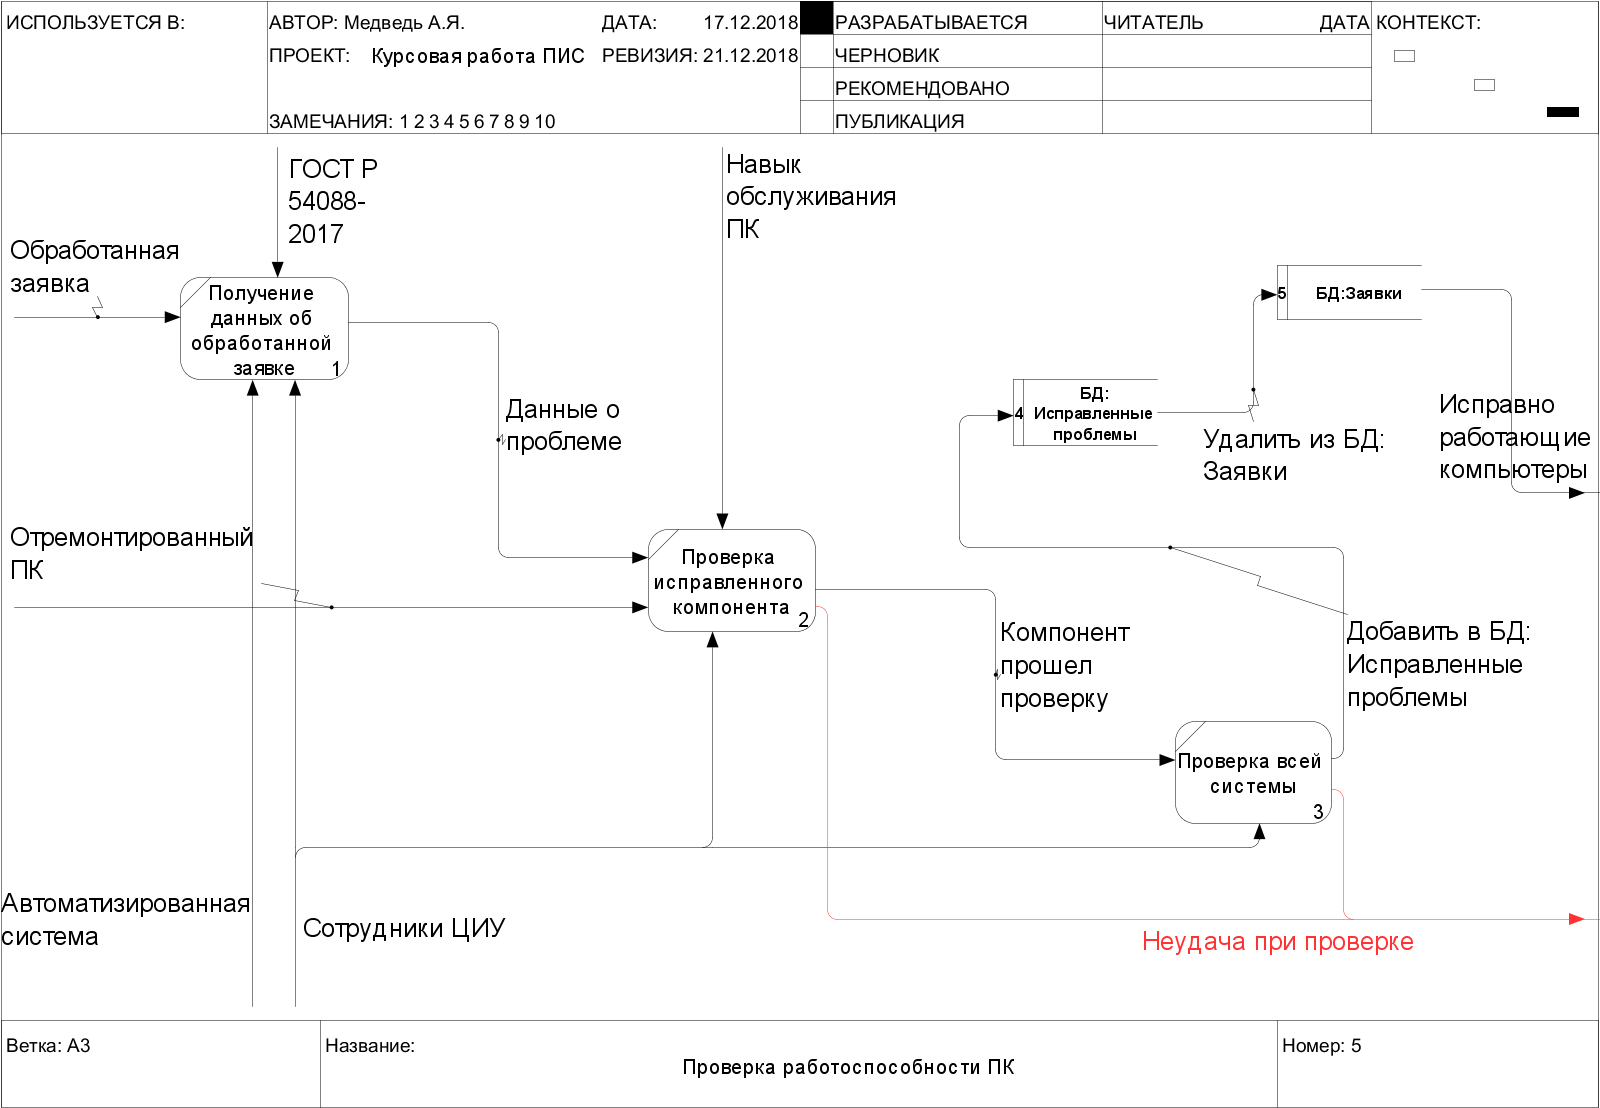 ИСПОЛЬЗУЕТСЯ В:
АВТОР: Медведь А.Я.
ДАТА: 17.12.2018
РАЗРАБАТЫВАЕТСЯ
ЧИТАТЕЛЬ
ДАТА
КОНТЕКСТ:
ПРОЕКТ: Курсовая работа ПИС
РЕВИЗИЯ: 21.12.2018
ЧЕРНОВИК
РЕКОМЕНДОВАНО
ЗАМЕЧАНИЯ: 1 2 3 4 5 6 7 8 9 10
ПУБЛИКАЦИЯ
ГОСТ Р
54088-
2017
Навык
обслуживания
ПК
Обработанная
заявка
Получение
данных об
обработанной
заявке
1
5
БД:Заявки
Данные о
проблеме
4
БД:
Исправленные
проблемы
Удалить из БД:
Заявки
Исправно
работающие
компьютеры
Отремонтированный
ПК
Проверка
исправленного
компонента
2
Компонент
прошел
проверку
Добавить в БД:
Исправленные
проблемы
Проверка всей
системы
3
Автоматизированная
система
Сотрудники ЦИУ
Неудача при проверке
Ветка: A3
Название:
Проверка работоспособности ПК
Номер: 5